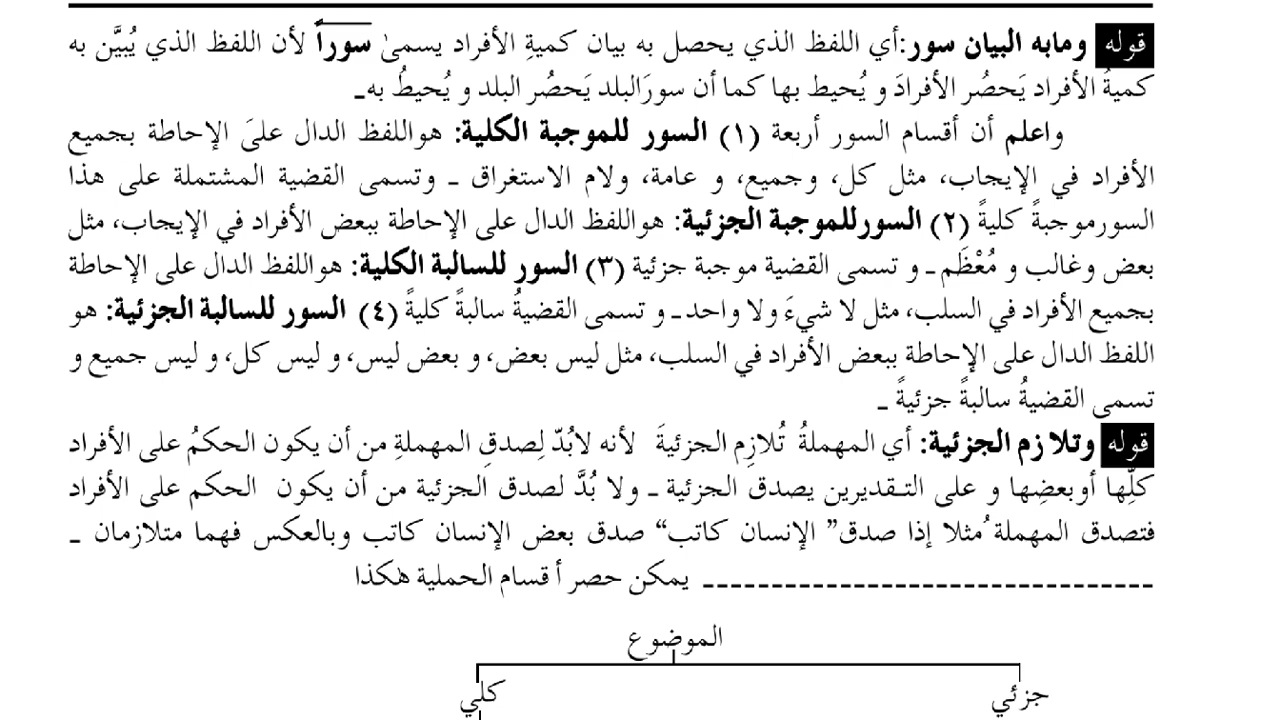 قوله ومابه البيان سور:أي اللفظ الذي يحصل به بيان كميةِ الأفراد يسمىٰ سوراً لأن اللفظ الذي يُبيَّن به
كميةُ الأفراد يَحصُر الأفرادَ و يُحيط بها كما أن سورَالبلد يَحصُر البلد و يُحيطُ به۔
واعلم أن أقسام السور أربعة (١) السور للموجبة الكلية: هواللفظ الدال علىَ الإحاطة بجميع
الأفراد في الإيجاب، مثل كل، وجميع، و عامة، ولام الاستغراق ۔ وتسمى القضية المشتملة على هذا
السورموجبةً كليةً (٢) السورللموجبة الجزئية: هواللفظ الدال على الإحاطة ببعض الأفراد في الإيجاب، مثل
بعض وغالب و مُعْظَم۔ و تسمى القضية موجبة جزئية (٣) السور للسالبة الكلية: هواللفظ الدال على الإحاطة
بجميع الأفراد في السلب، مثل لا شيءَ ولا واحد۔ و تسمى القضيةُ سالبةً كليةً (٤) السور للسالبة الجزئية: هو
اللفظ الدال على الإحاطة ببعض الأفراد في السلب، مثل ليس بعض، و بعض ليس، و ليس كل، و ليس جميع و
تسمى القضيةُ سالبةً جزئيةً ۔
قوله وتلازم الجزئية: أي المهملةُ تُلازِم الجزئيةَ لأنه لابُدّ لِصدقِ المهملةِ من أن يكون الحكمُ على الأفراد
كلِّها أوبعضِها و على التقديرين يصدق الجزئية ۔ ولا بُدَّ لصدق الجزئية من أن يكون الحكم على الأفراد
فتصدق المهملةُ مثلا إذا صدق” الإنسان كاتب“ صدق بعض الإنسان كاتب وبالعكس فهما متلازمان ۔
--------------------------------- يمكن حصر أقسام الحملية هٰكذا
الموضوع
جزئي كلي